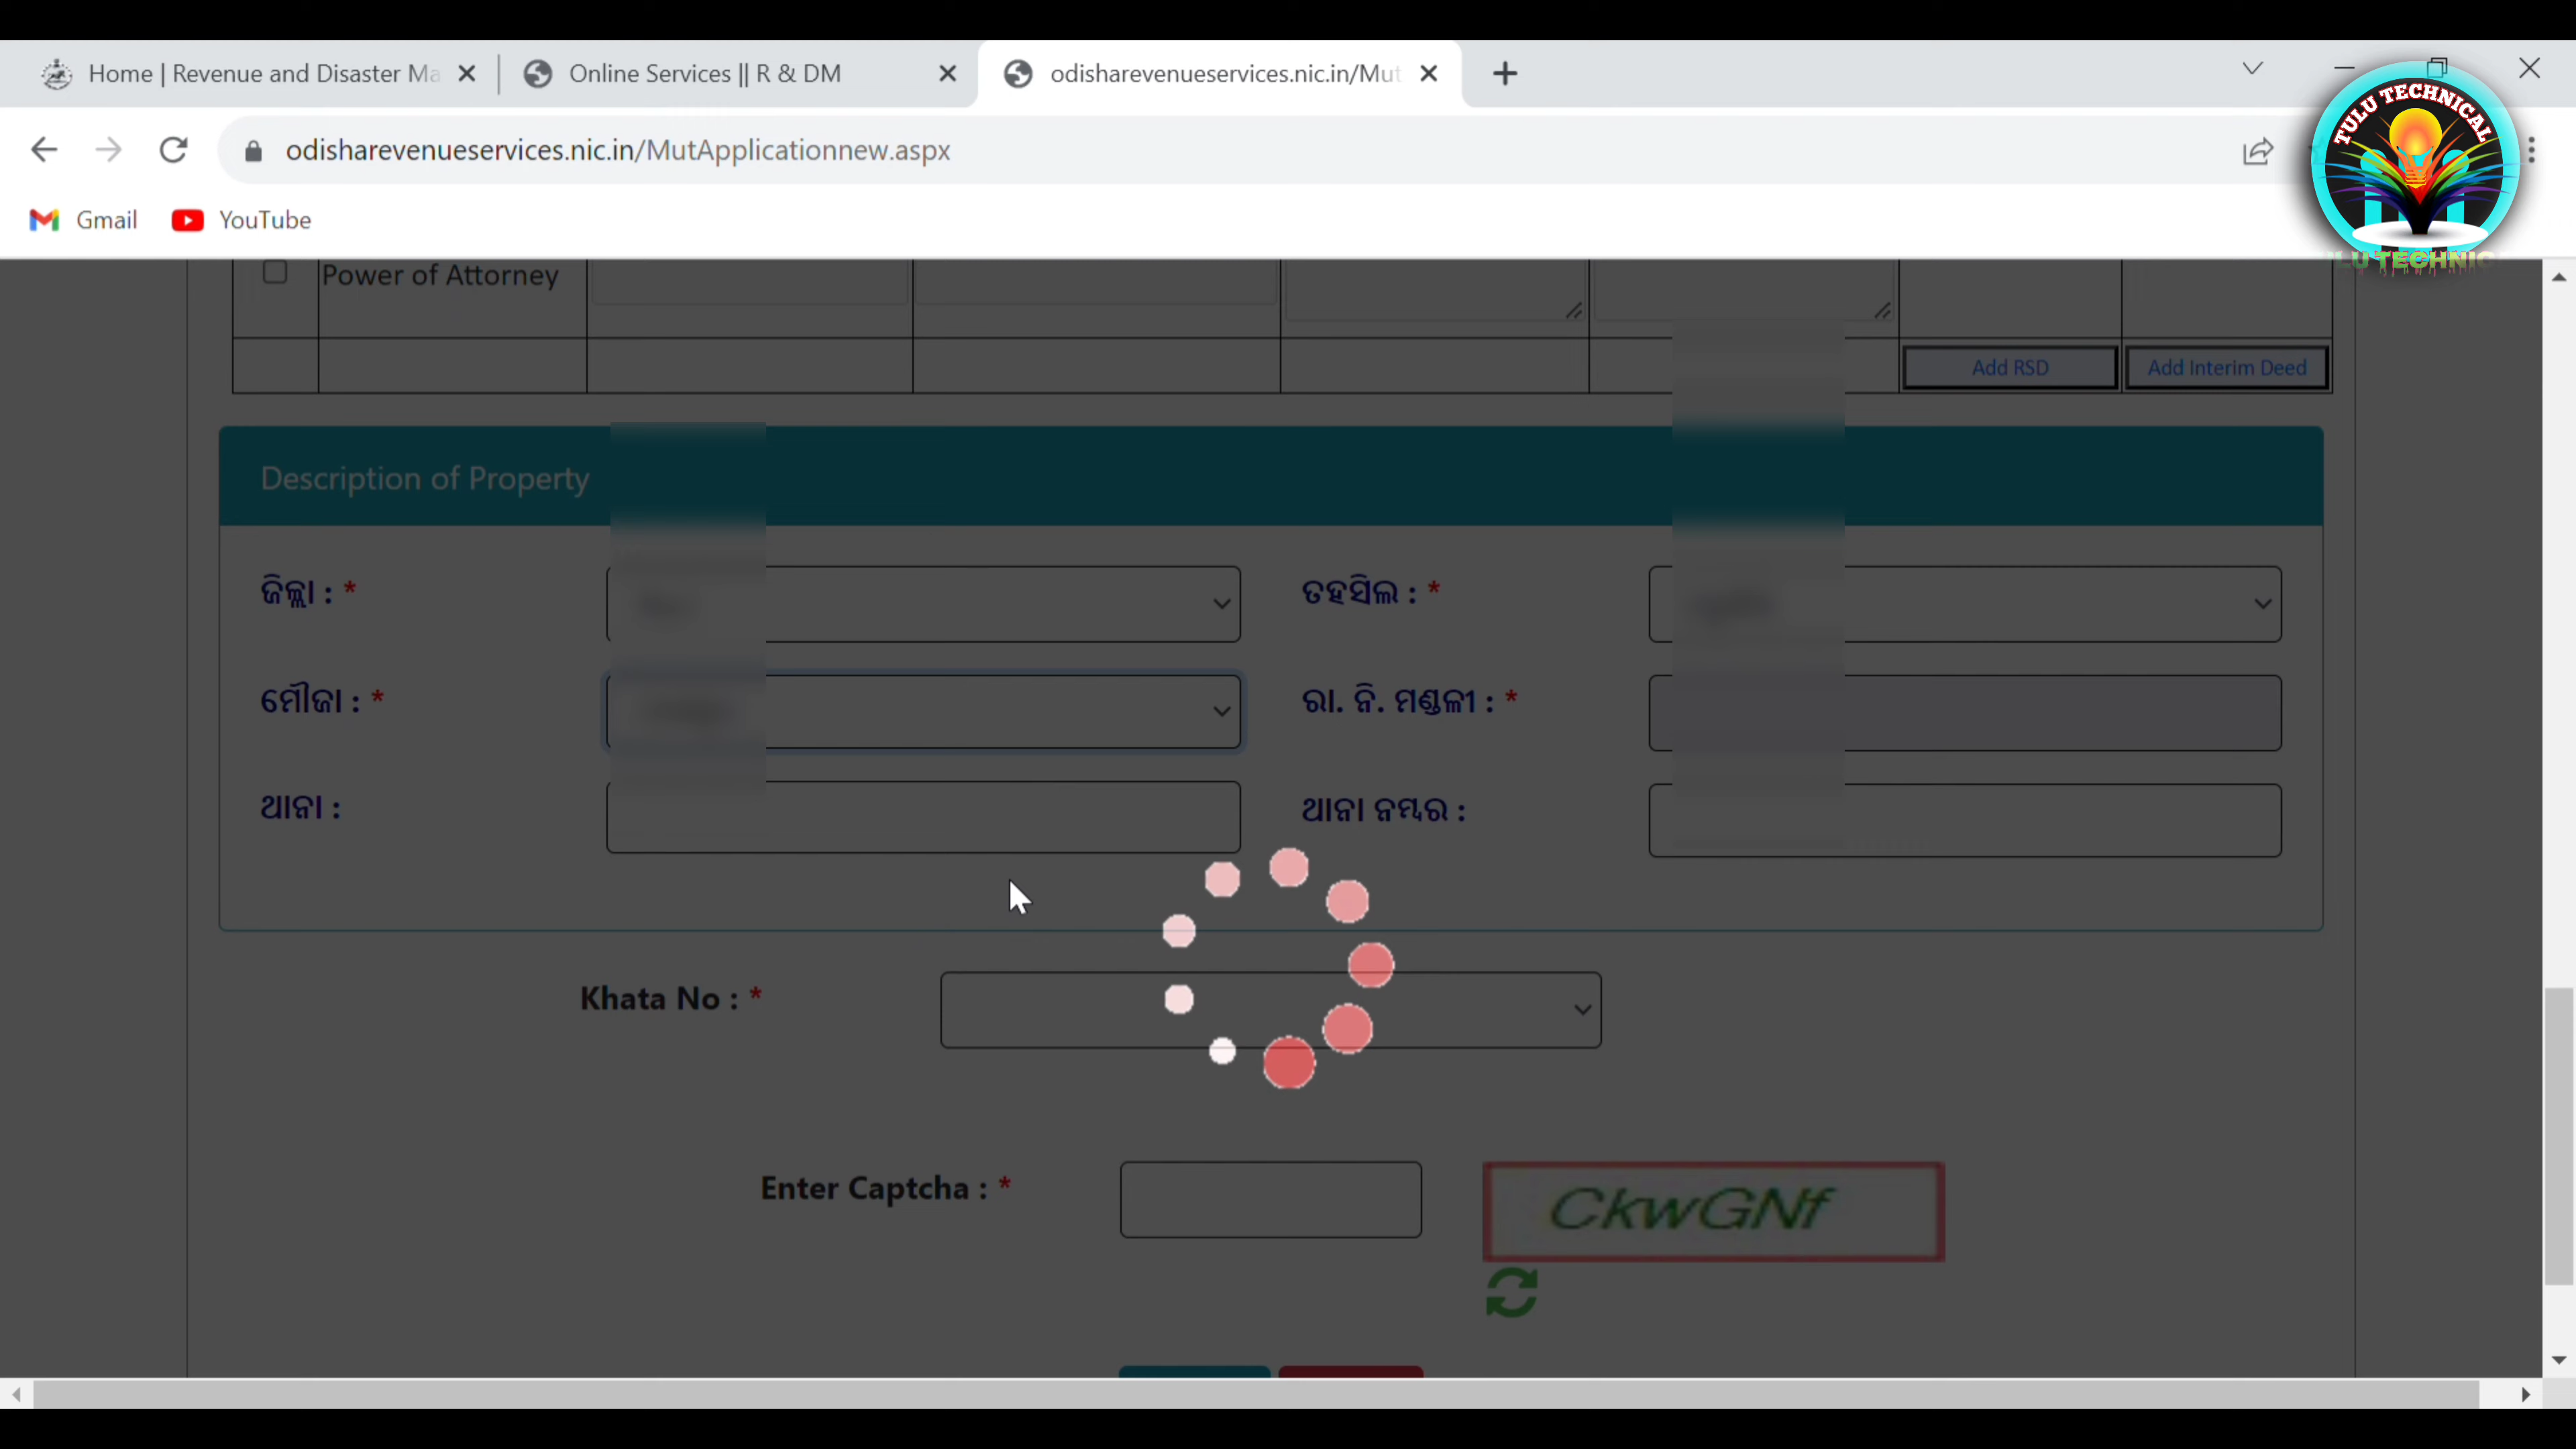 Home | Revenue and Disaster Ma
Online Services || R & DM
odisharevenueservices.nic.in/Mut
TULU TECHNICAL
odisharevenueservices.nic.in/MutApplicationnew.aspx
Gmail
YouTube
Power of Attorney
Add RSD
Add Interim Deed
Description of Property
ଜିଲ୍ଲା : *
ତହସିଲ : *
ମୌଜା : *
ରା. ନି. ମଣ୍ଡଳୀ : *
ଥାନା :
ଥାନା ନମ୍ବର :
Khata No : *
Enter Captcha : *
CkwGNf